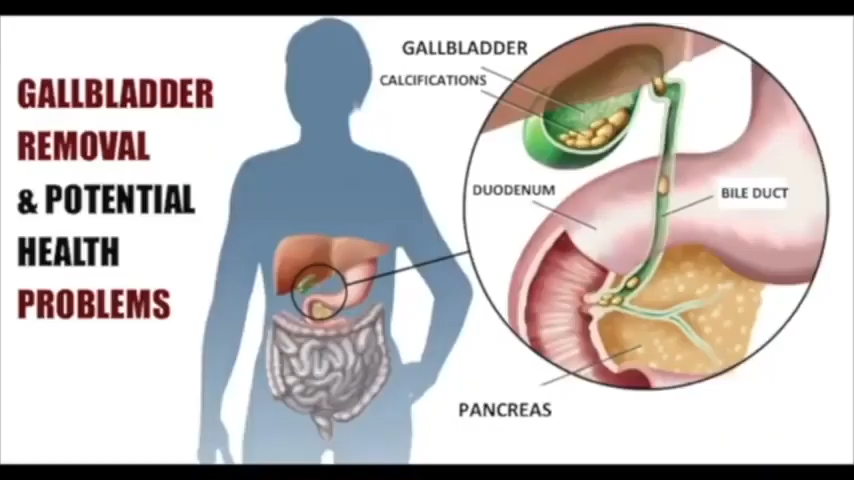 GALLBLADDER
REMOVAL
& POTENTIAL
HEALTH
PROBLEMS
GALLBLADDER
CALCIFICATIONS
DUODENUM
BILE DUCT
PANCREAS